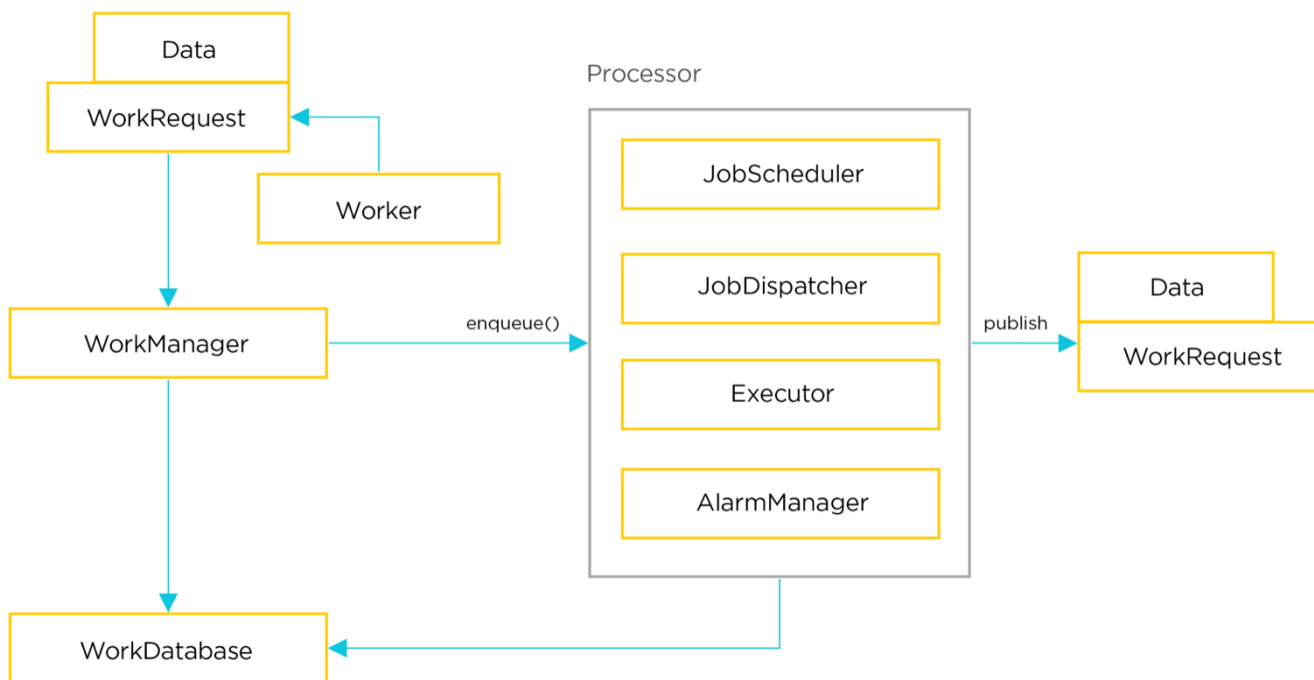 Data
WorkRequest
Worker
WorkManager
WorkDatabase
enqueue()
Processor
JobScheduler
JobDispatcher
Executor
AlarmManager
publish
Data
WorkRequest